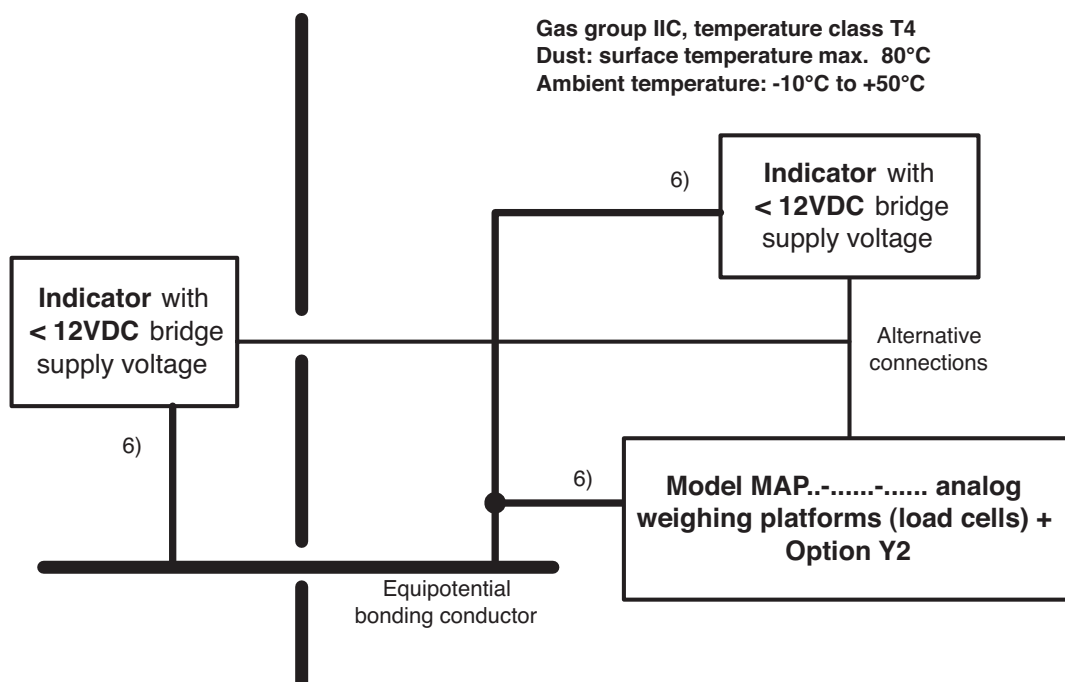 Gas group IIC, temperature class T4
Dust: surface temperature max. 80°C
Ambient temperature: -10°C to +50°C
6)
Indicator with
< 12VDC bridge
supply voltage
Indicator with
< 12VDC bridge
supply voltage
Alternative
connections
6)
6)
Model MAP..-......-...... analog
weighing platforms (load cells) +
Option Y2
Equipotential
bonding conductor